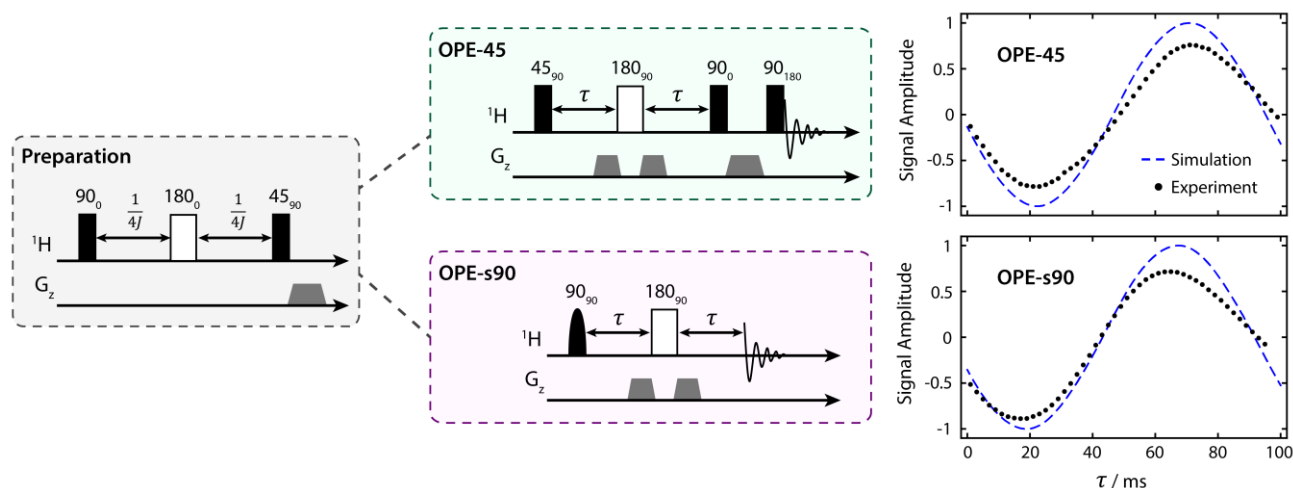 Preparation
90₀ 1/4J 180₀ 1/4J 45₉₀
¹H
G_z
OPE-45
45₉₀ 180₉₀ 90₀ 90₁₈₀
τ τ
¹H
G_z
OPE-s90
90₉₀ 180₉₀
τ τ
¹H
G_z
OPE-45
Signal Amplitude
1
0.5
0
-0.5
-1
Simulation
Experiment
OPE-s90
Signal Amplitude
1
0.5
0
-0.5
-1
0 20 40 60 80 100
τ / ms